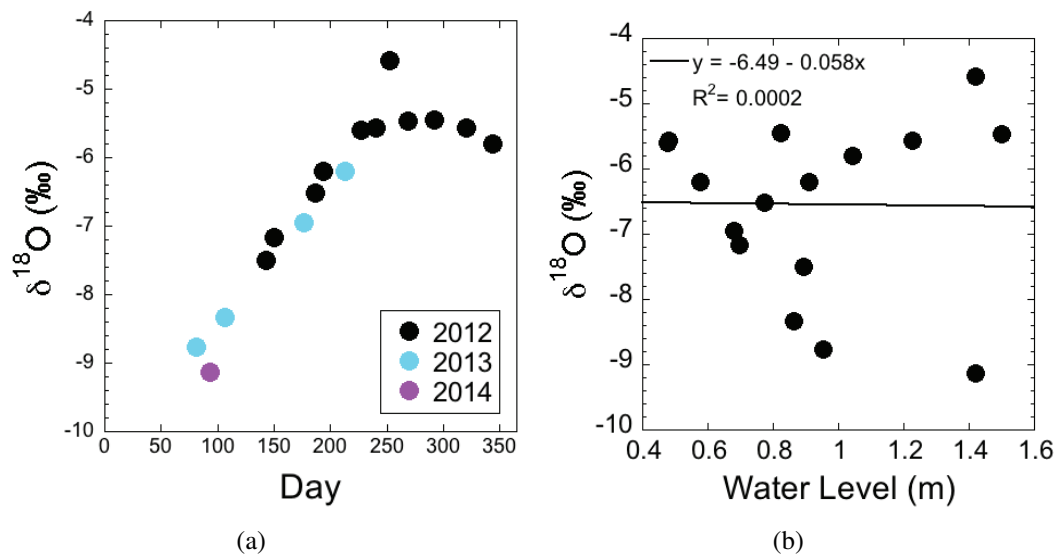 -4
-5
-6
-7
-8
-9
-10
δ¹⁸O (‰)
0 50 100 150 200 250 300 350
Day
2012
2013
2014
(a)
-4
-5
-6
-7
-8
-9
-10
δ¹⁸O (‰)
y = -6.49 - 0.058x
R²= 0.0002
0.4 0.6 0.8 1 1.2 1.4 1.6
Water Level (m)
(b)